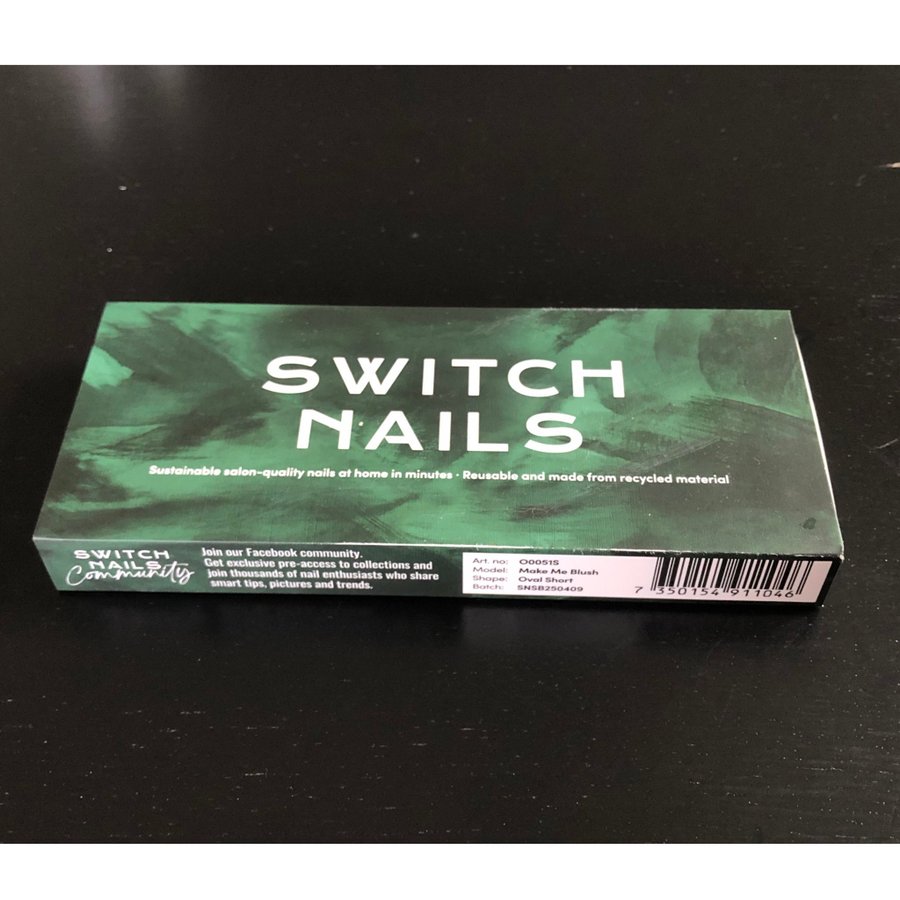 SWITCH
NAILS
Sustainable salon-quality nails at home in minutes · Reusable and made from recycled material
SWITCH
NAILS
Community
Join our Facebook community.
Get exclusive pre-access to collections and
join thousands of nail enthusiasts who share
smart tips, pictures and trends.
Art. no: O0051S
Model: Make Me Blush
Shape: Oval Short
Batch: SNSB250409
7 350154 911046